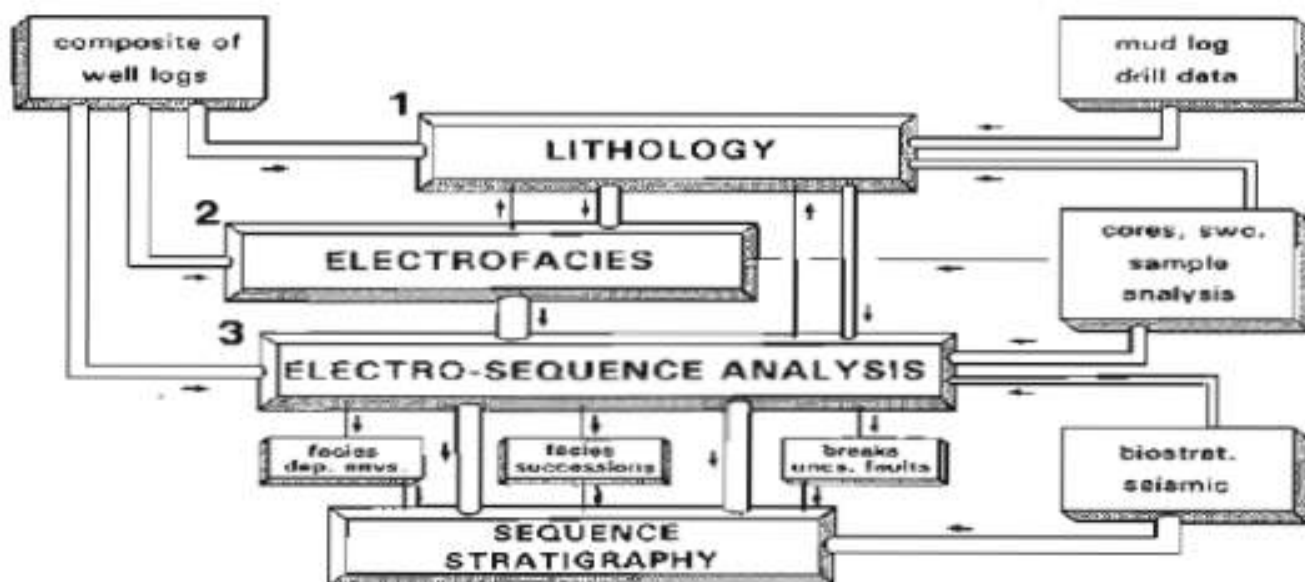 composite of
well logs
mud log
drill data
1
LITHOLOGY
2
ELECTROFACIES
cores, swc.
sample
analysis
3
ELECTRO-SEQUENCE ANALYSIS
facies
dep. envs.
facies
successions
breaks
uncs. faults
biostrat.
seismic
SEQUENCE
STRATIGRAPHY